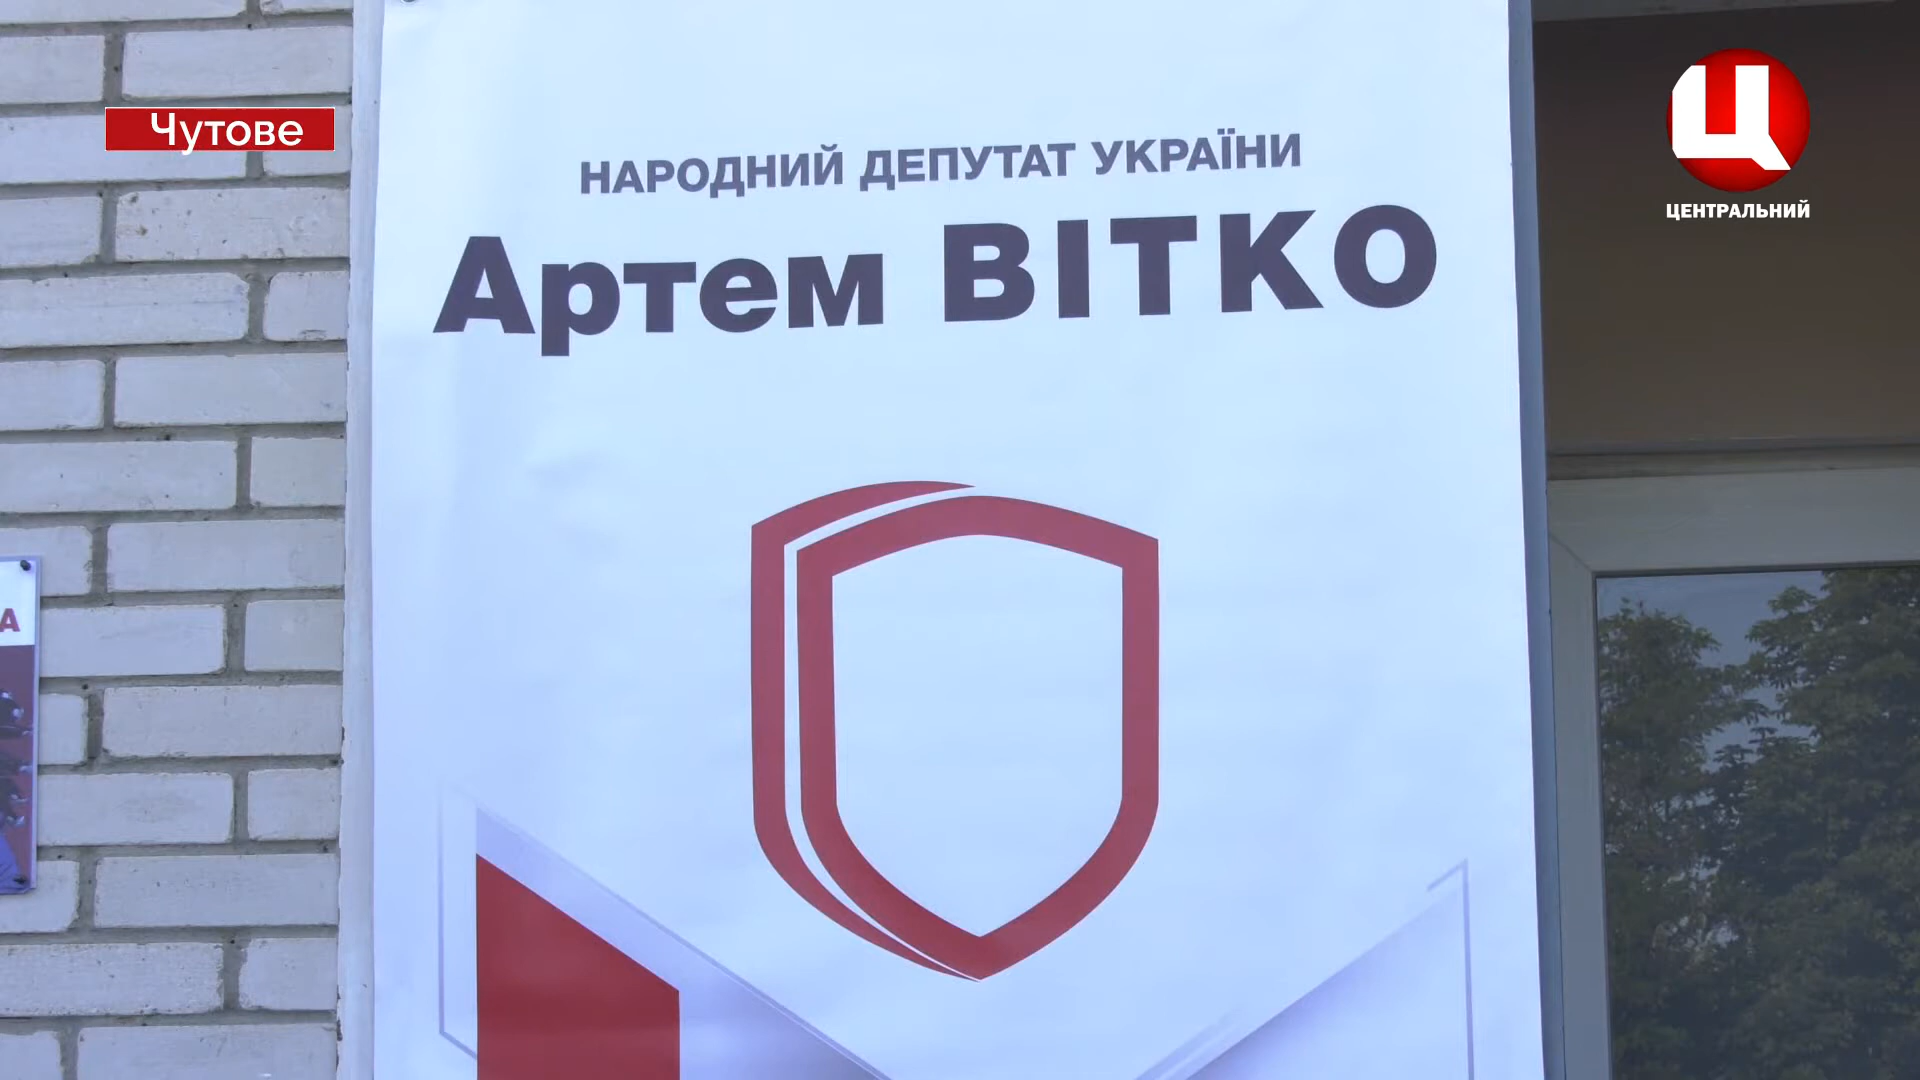 Чутове
НАРОДНИЙ ДЕПУТАТ УКРАЇНИ
Артем ВІТКО
Ц
ЦЕНТРАЛЬНИЙ
А